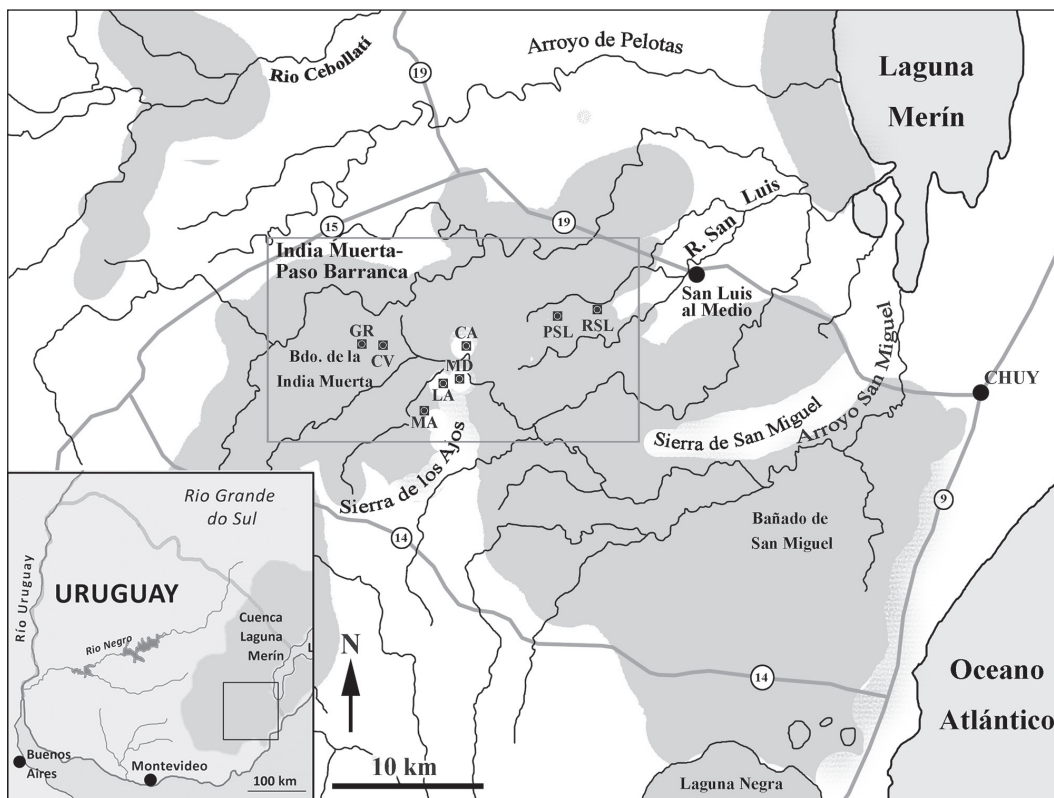 Rio Cebollatí
19
Arroyo de Pelotas
Laguna
Merín
15
19
R. San Luis
India Muerta-
Paso Barranca
San Luis
al Medio
PSL
RSL
GR
CV
CA
Bdo. de la
India Muerta
MD
LA
MA
CHUY
Arroyo San Miguel
Sierra de San Miguel
Sierra de los Ajos
9
14
Bañado de
San Miguel
14
Oceano
Atlántico
Laguna Negra
N
10 km
Rio Grande
do Sul
Río Uruguay
URUGUAY
Rio Negro
Cuenca
Laguna
Merín
L
Buenos
Aires
Montevideo
100 km